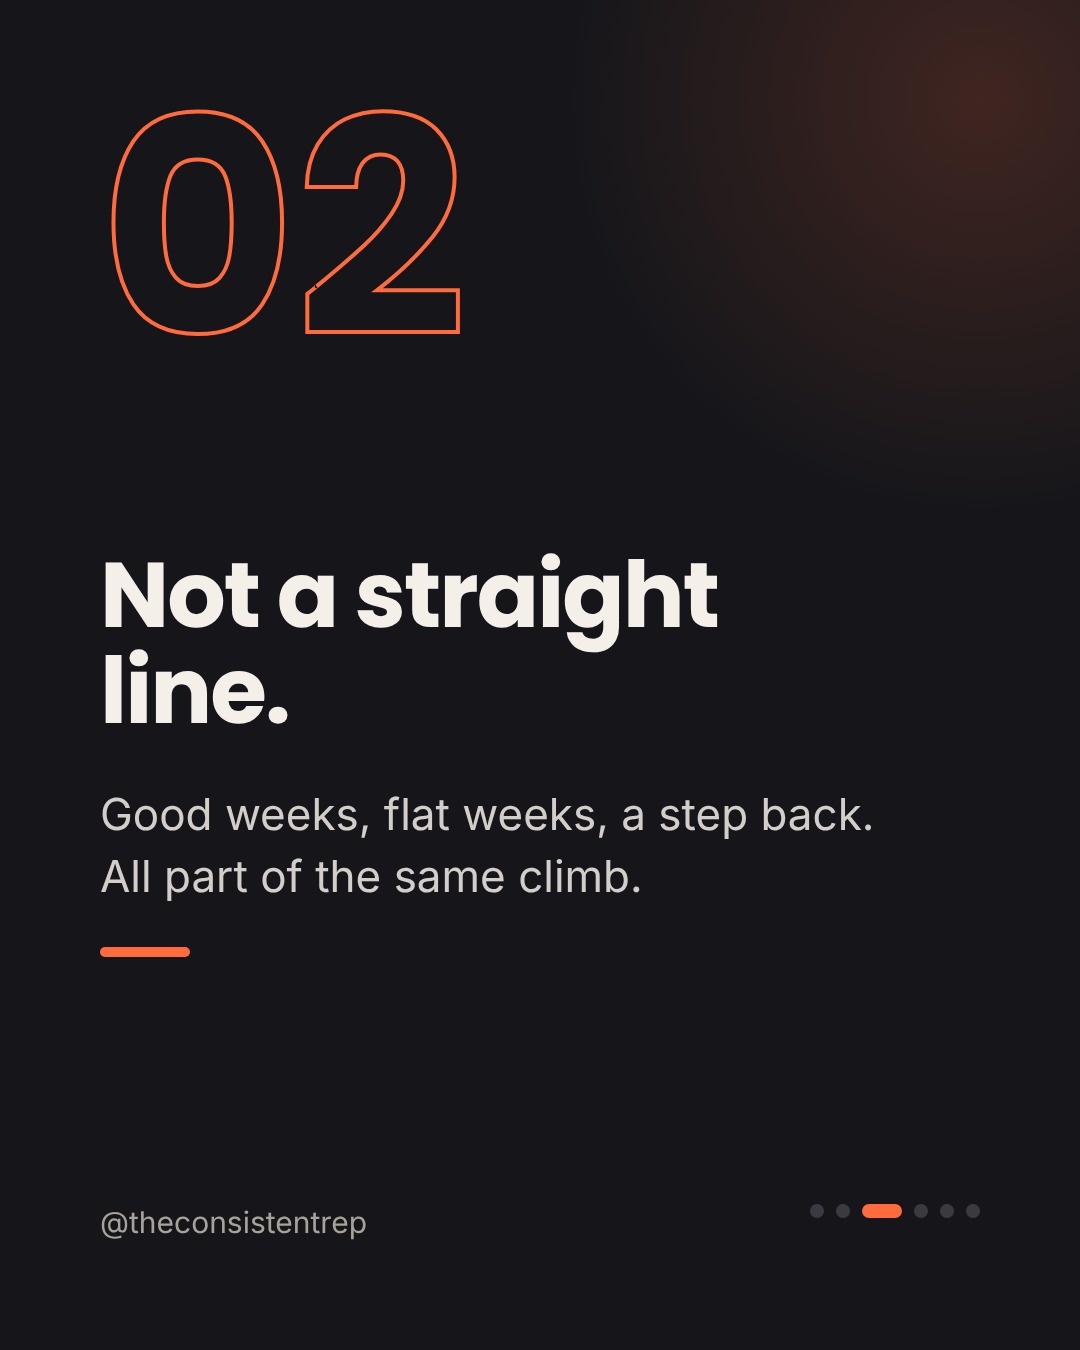 02
Not a straight
line.
Good weeks, flat weeks, a step back.
All part of the same climb.
@theconsistentrep